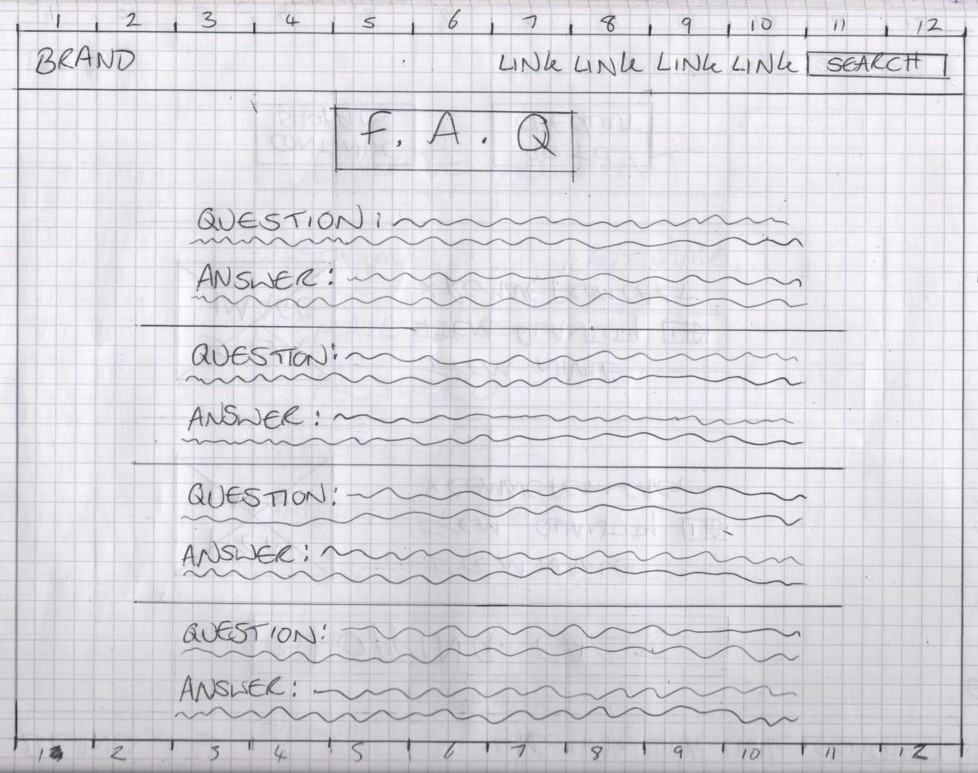 1 2 3 4 5 6 7 8 9 10 11 12
BRAND LINK LINK LINK LINK SEARCH
F. A. Q
QUESTION:
ANSWER:
QUESTION:
ANSWER:
QUESTION:
ANSWER:
QUESTION:
ANSWER:
1 2 3 4 5 6 7 8 9 10 11 12